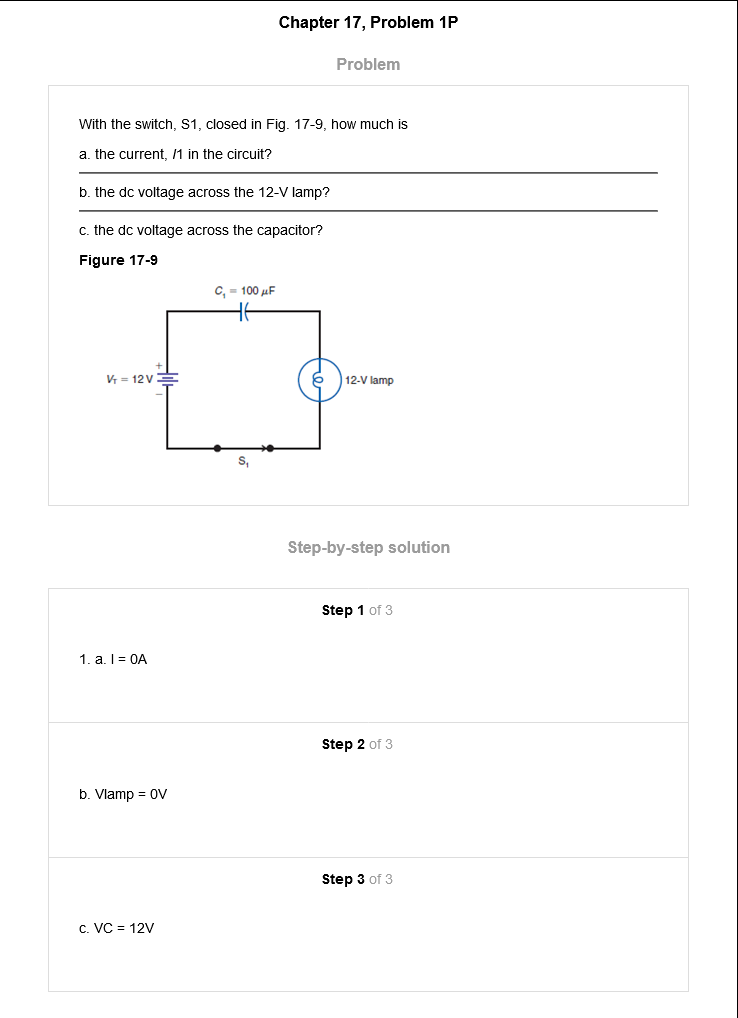 Chapter 17, Problem 1P
Problem
With the switch, S1, closed in Fig. 17-9, how much is
a. the current, I1 in the circuit?
b. the dc voltage across the 12-V lamp?
c. the dc voltage across the capacitor?
Figure 17-9
C₁ = 100 μF
+
V_T = 12 V
−
12-V lamp
S₁
Step-by-step solution
Step 1 of 3
1. a. I = 0A
Step 2 of 3
b. Vlamp = 0V
Step 3 of 3
c. VC = 12V